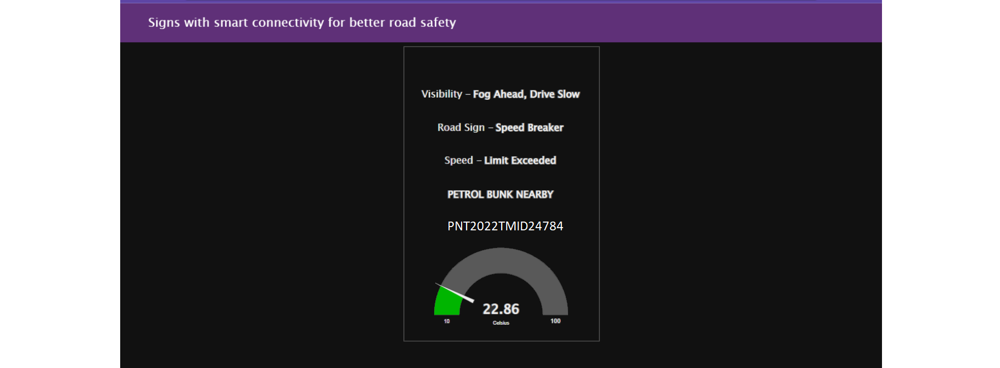 Signs with smart connectivity for better road safety
Visibility - Fog Ahead, Drive Slow
Road Sign - Speed Breaker
Speed - Limit Exceeded
PETROL BUNK NEARBY
PNT2022TMID24784
22.86
Celsius
10
100